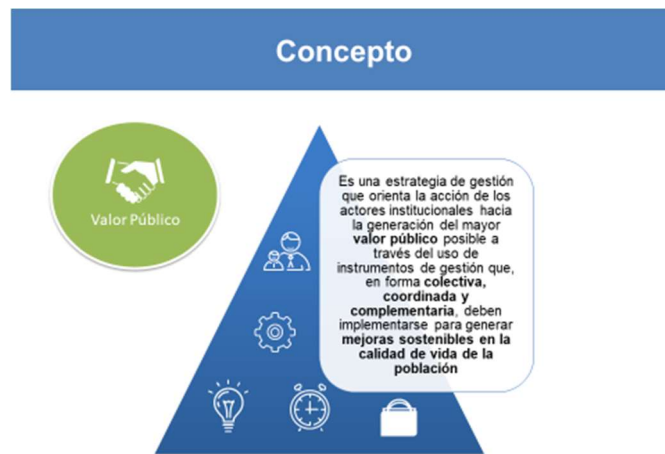 Concepto
Valor Público
Es una estrategia de gestión
que orienta la acción de los
actores institucionales hacia
la generación del mayor
valor público posible a
través del uso de
instrumentos de gestión que,
en forma colectiva,
coordinada y
complementaria, deben
implementarse para generar
mejoras sostenibles en la
calidad de vida de la
población